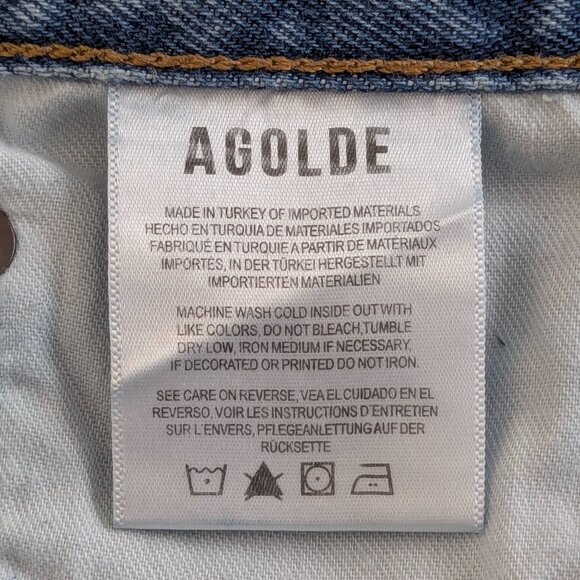 AGOLDE
MADE IN TURKEY OF IMPORTED MATERIALS
HECHO EN TURQUIA DE MATERIALES IMPORTADOS
FABRIQUÉ EN TURQUIE A PARTIR DE MATERIAUX
IMPORTÉS, IN DER TÜRKEI HERGESTELLT MIT
IMPORTIERTEN MATERIALIEN
MACHINE WASH COLD INSIDE OUT WITH
LIKE COLORS, DO NOT BLEACH,TUMBLE
DRY LOW, IRON MEDIUM IF NECESSARY.
IF DECORATED OR PRINTED DO NOT IRON.
SEE CARE ON REVERSE, VEA EL CUIDADO EN EL
REVERSO, VOIR LES INSTRUCTIONS D'ENTRETIEN
SUR L'ENVERS, PFLEGEANLETTUNG AUF DER
RÜCKSETTE